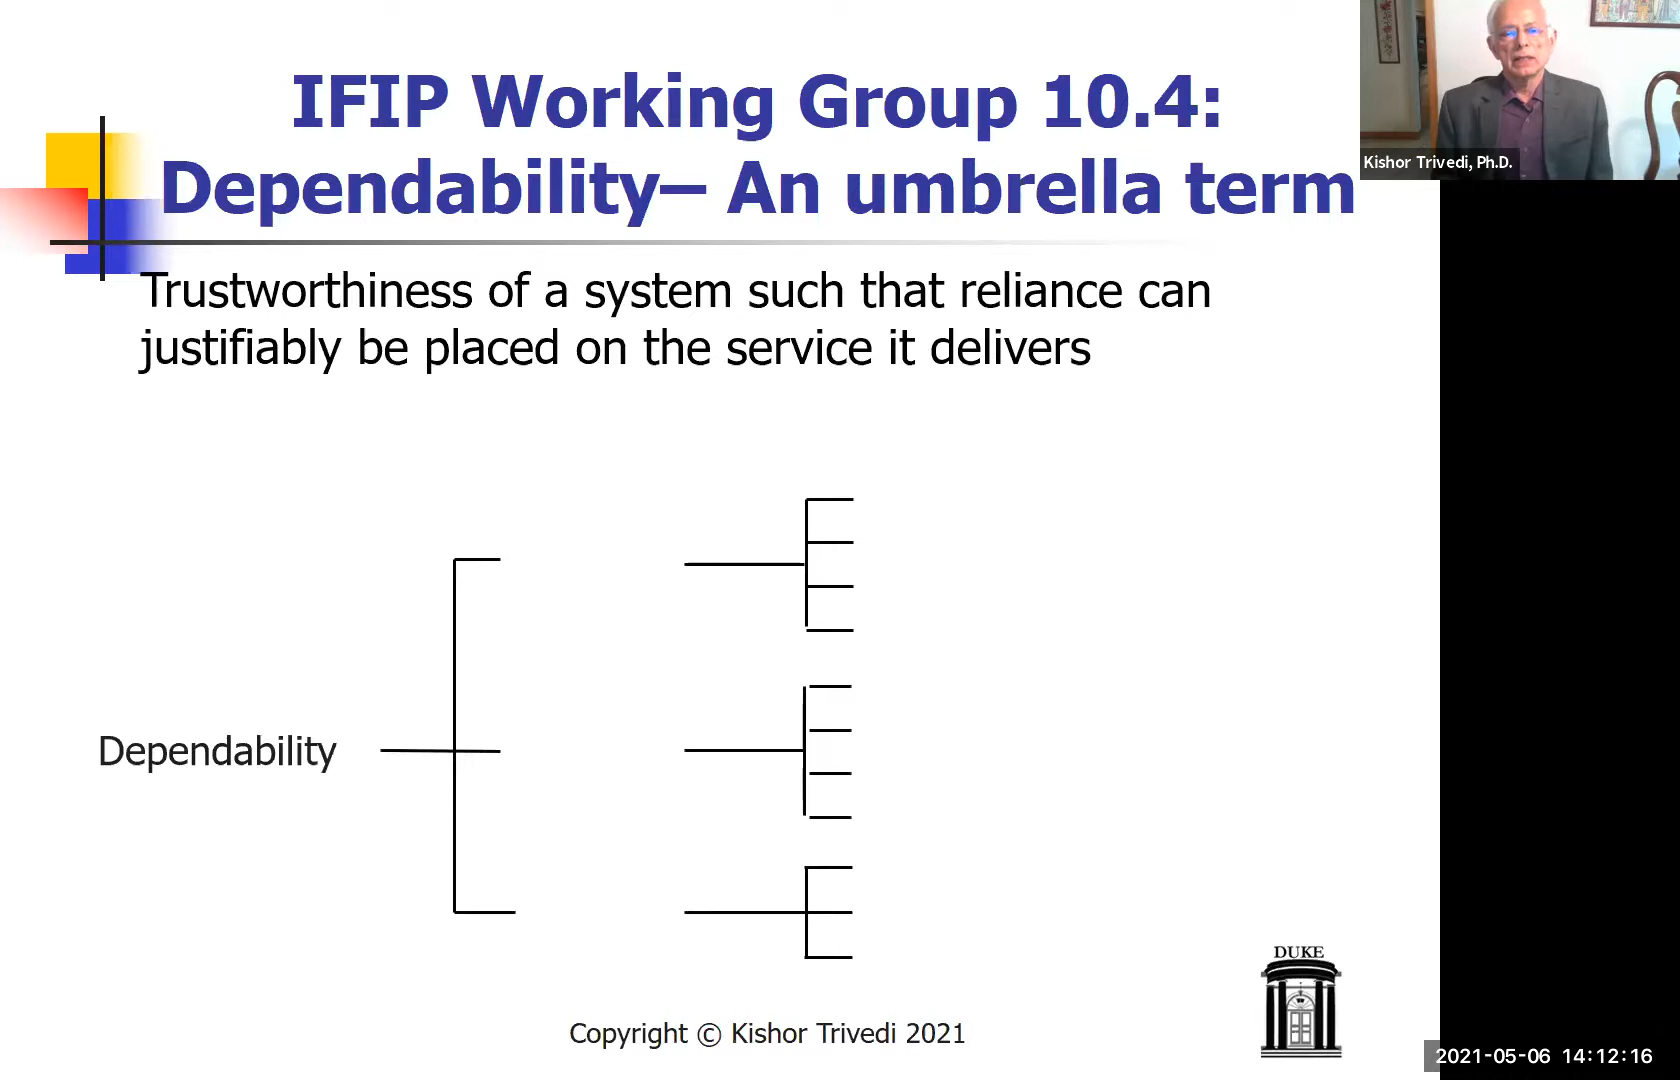 IFIP Working Group 10.4:
Dependability– An umbrella term
Kishor Trivedi, Ph.D.
Trustworthiness of a system such that reliance can
justifiably be placed on the service it delivers
Dependability
DUKE
Copyright © Kishor Trivedi 2021
2021-05-06 14:12:16